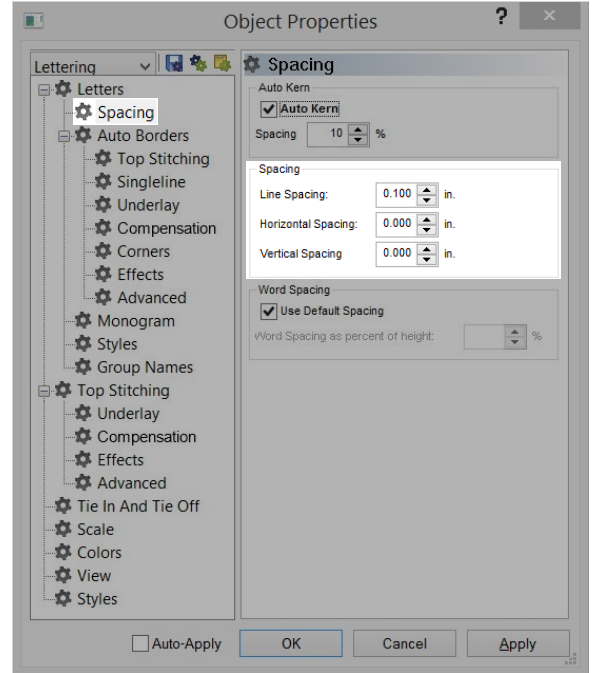 Object Properties ?
Lettering
Letters
Spacing
Auto Borders
Top Stitching
Singleline
Underlay
Compensation
Corners
Effects
Advanced
Monogram
Styles
Group Names
Top Stitching
Underlay
Compensation
Effects
Advanced
Tie In And Tie Off
Scale
Colors
View
Styles
Spacing
Auto Kern
Auto Kern
Spacing 10 %
Spacing
Line Spacing: 0.100 in.
Horizontal Spacing: 0.000 in.
Vertical Spacing 0.000 in.
Word Spacing
Use Default Spacing
Word Spacing as percent of height: %
Auto-Apply OK Cancel Apply